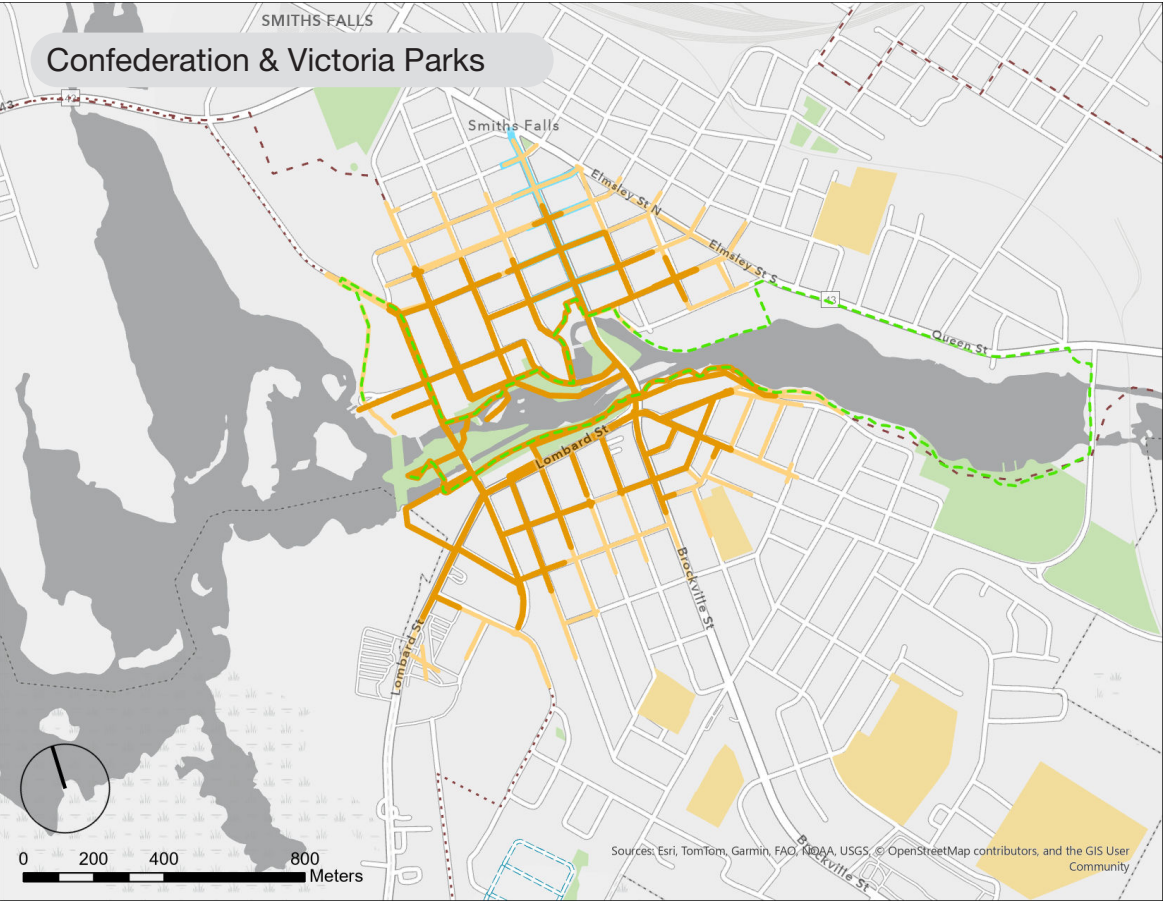 SMITHS FALLS
Confederation & Victoria Parks
43
43
Smiths Falls
Elmsley St N
Elmsley St S
43
Queen St
Lombard St
Brockville St
Lombard St
Brockville St
0 200 400 800
Meters
Sources: Esri, TomTom, Garmin, FAO, NOAA, USGS, © OpenStreetMap contributors, and the GIS User
Community